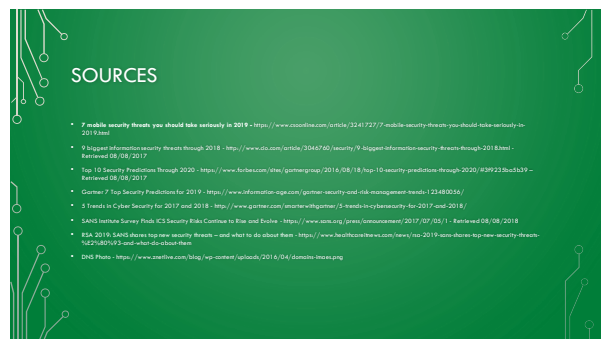 SOURCES
• 7 mobile security threats you should take seriously in 2019 - https://www.csoonline.com/article/3241727/7-mobile-security-threats-you-should-take-seriously-in-
2019.html
• 9 biggest information security threats through 2018 - http://www.cio.com/article/3046760/security/9-biggest-information-security-threats-through-2018.html -
Retrieved 08/08/2017
• Top 10 Security Predictions Through 2020 - https://www.forbes.com/sites/gartnergroup/2016/08/18/top-10-security-predictions-through-2020/#3f9235ba5b39 –
Retrieved 08/08/2017
• Gartner 7 Top Security Predictions for 2019 - https://www.information-age.com/gartner-security-and-risk-management-trends-123480056/
• 5 Trends in Cyber Security for 2017 and 2018 - http://www.gartner.com/smarterwithgartner/5-trends-in-cybersecurity-for-2017-and-2018/
• SANS Institute Survey Finds ICS Security Risks Continue to Rise and Evolve - https://www.sans.org/press/announcement/2017/07/05/1 - Retrieved 08/08/2018
• RSA 2019: SANS shares top new security threats – and what to do about them - https://www.healthcareitnews.com/news/rsa-2019-sans-shares-top-new-security-threats-
%E2%80%93-and-what-do-about-them
• DNS Photo - https://www.znetlive.com/blog/wp-content/uploads/2016/04/domains-imaes.png